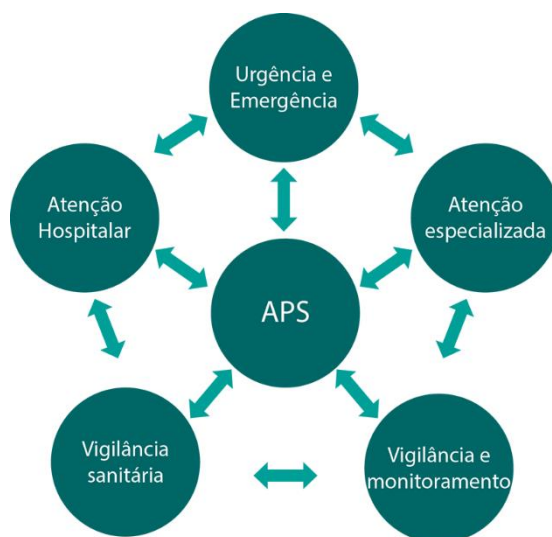 Urgência e
Emergência
Atenção
Hospitalar
Atenção
especializada
APS
Vigilância
sanitária
Vigilância e
monitoramento